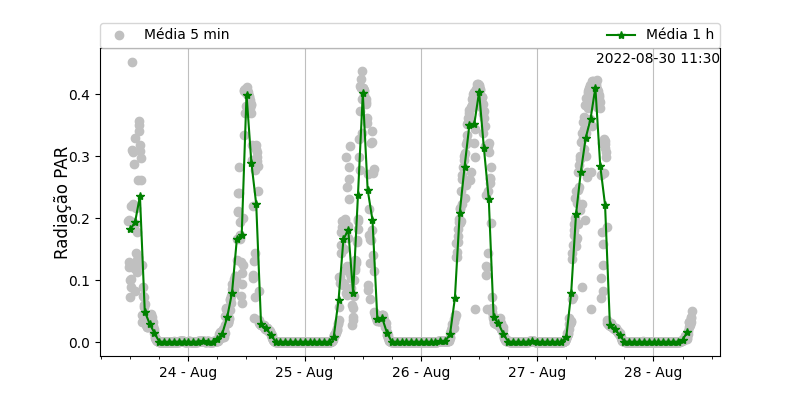 Média 5 min
Média 1 h
2022-08-30 11:30
Radiação PAR
0.4
0.3
0.2
0.1
0.0
24 - Aug
25 - Aug
26 - Aug
27 - Aug
28 - Aug